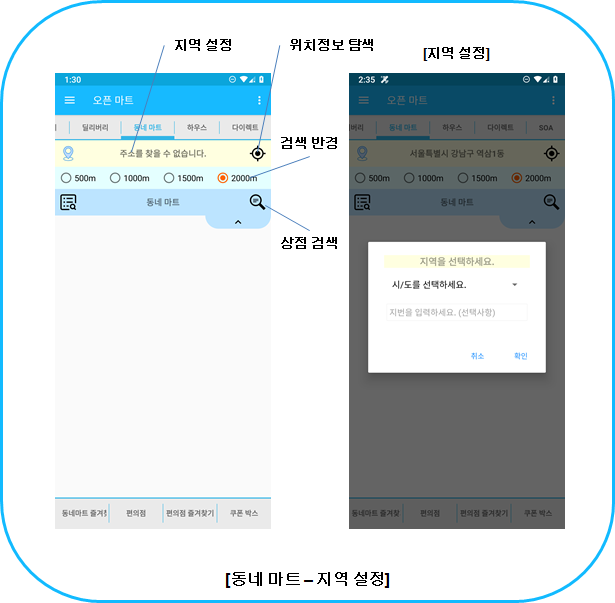 지역 설정
위치정보 탐색
[지역 설정]
1:30
오픈 마트
딜리버리 동네 마트 하우스 다이렉트
주소를 찾을 수 없습니다.
검색 반경
500m 1000m 1500m 2000m
동네 마트
상점 검색
동네마트 즐겨찾 편의점 편의점 즐겨찾기 쿠폰 박스
2:35
오픈 마트
버리 동네 마트 하우스 다이렉트 SOA
서울특별시 강남구 역삼1동
500m 1000m 1500m 2000m
동네 마트
지역을 선택하세요.
시/도를 선택하세요.
지번을 입력하세요. (선택사항)
취소 확인
동네마트 즐겨찾 편의점 편의점 즐겨찾기 쿠폰 박스
[동네 마트 – 지역 설정]